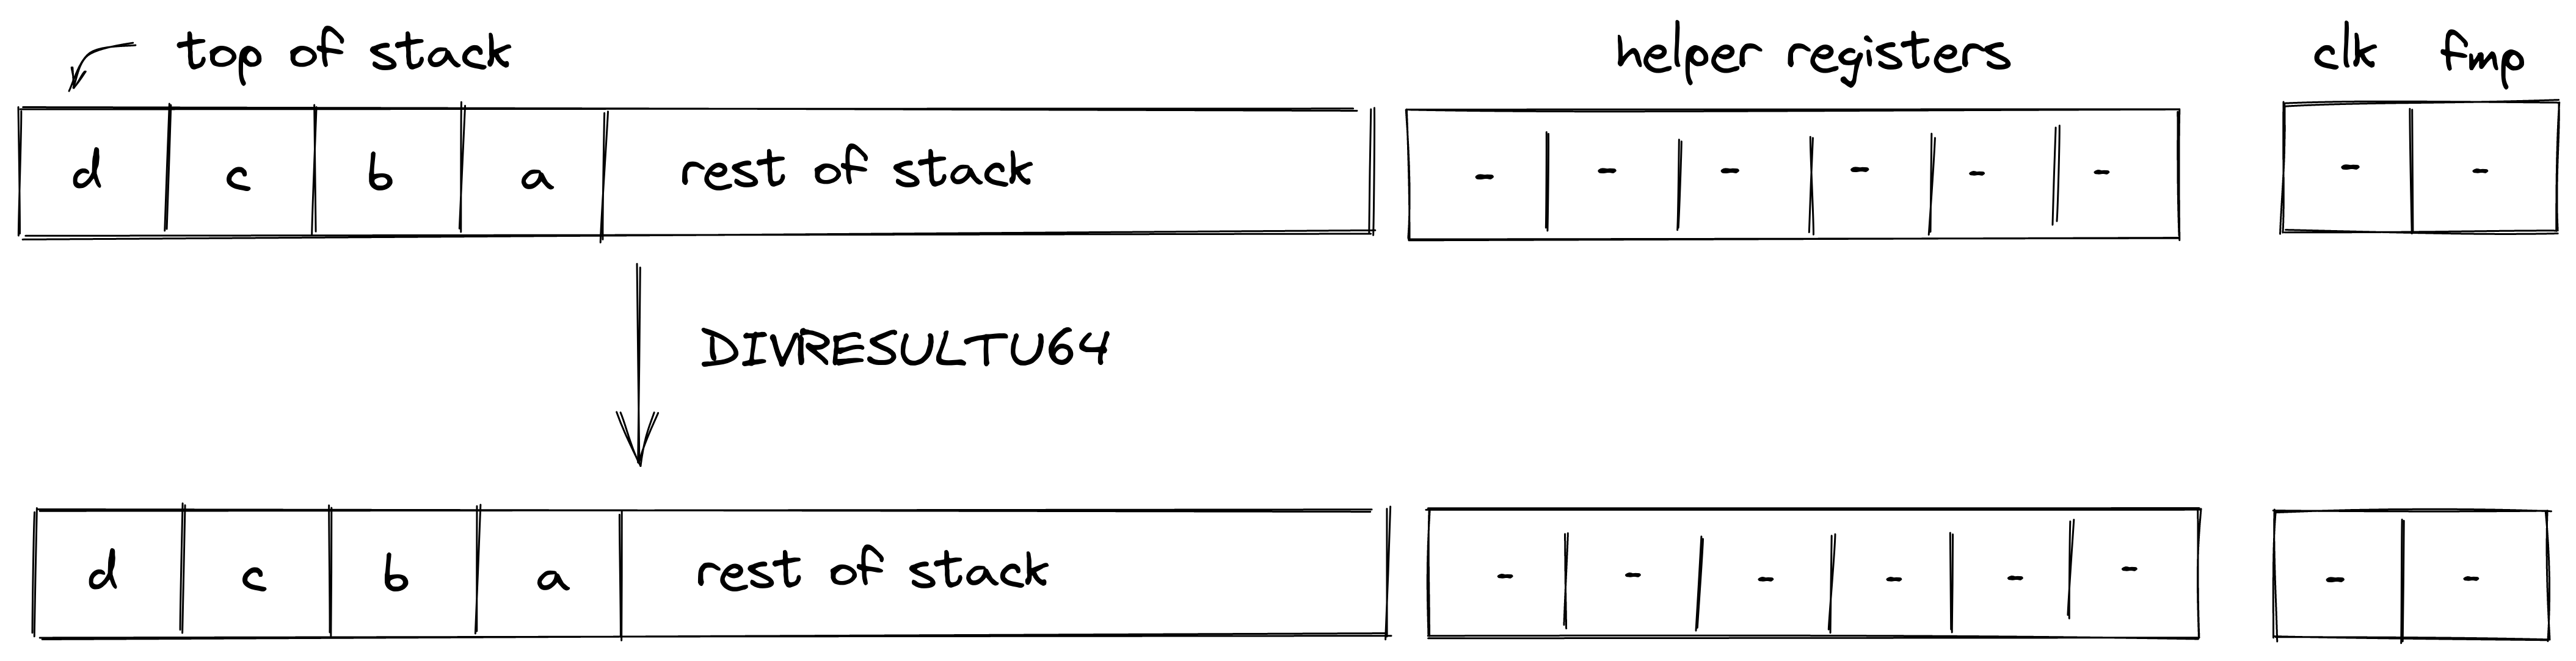 top of stack helper registers clk fmp
d c b a rest of stack - - - - - - - -
DIVRESULTU64
d c b a rest of stack - - - - - - - -